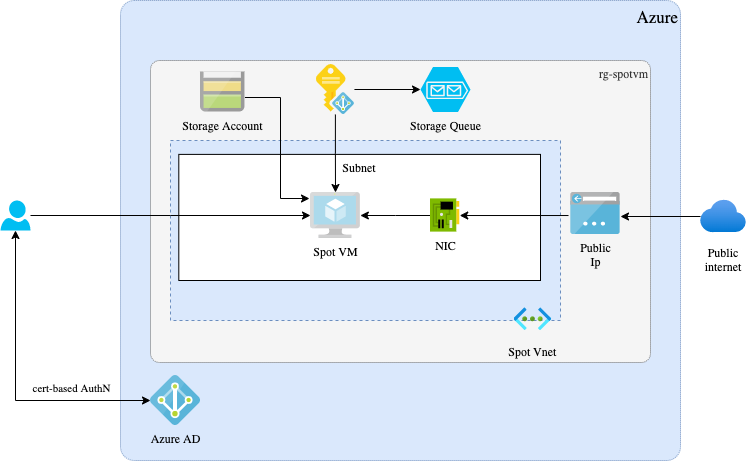 Azure
rg-spotvm
Storage Account
Storage Queue
Subnet
Spot VM
NIC
Public
Ip
Public
internet
Spot Vnet
cert-based AuthN
Azure AD